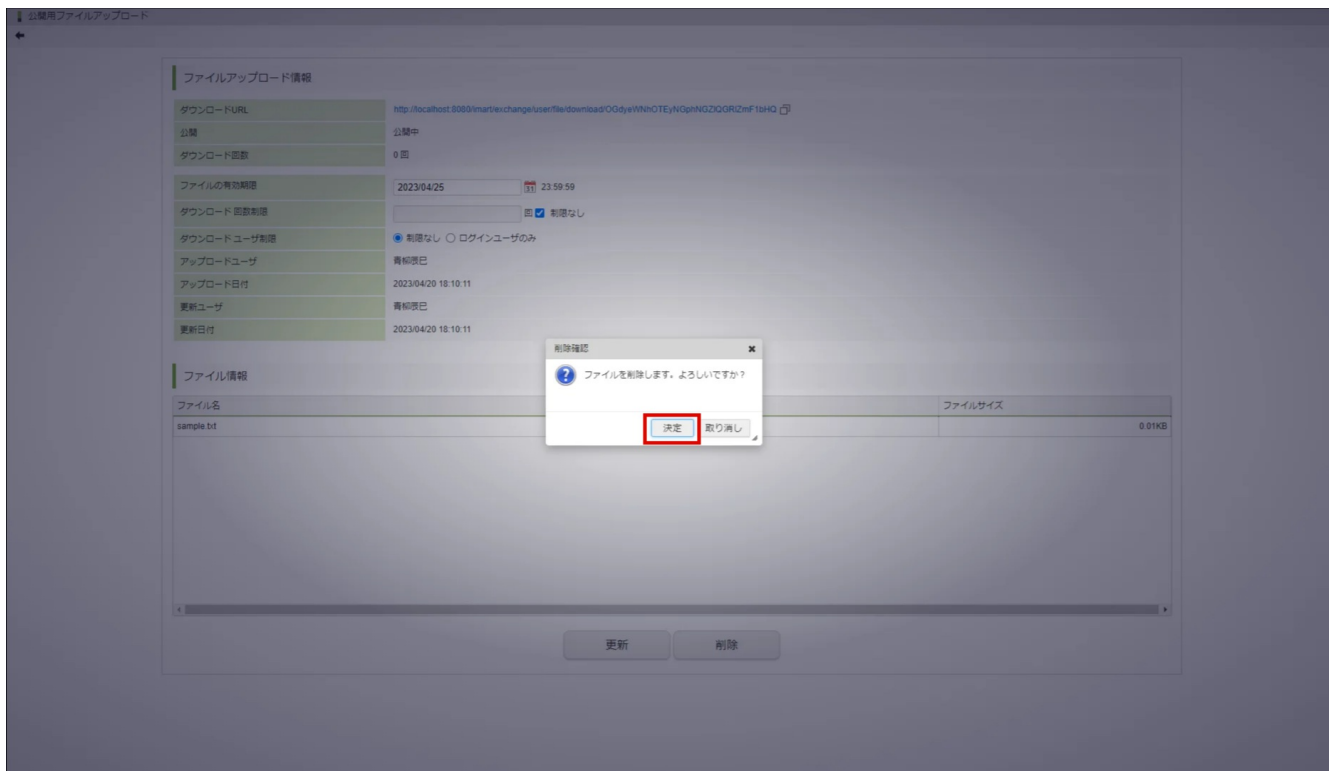 公開用ファイルアップロード
ファイルアップロード情報
ダウンロードURL
公開 公開中
ダウンロード回数 0 回
ファイルの有効期限 2023/04/25 31 23:59:59
ダウンロード 回数制限 回 制限なし
ダウンロード ユーザ制限 制限なし ログインユーザのみ
アップロードユーザ 青柳辰巳
アップロード日付 2023/04/20 18:10:11
更新ユーザ 青柳辰巳
更新日付 2023/04/20 18:10:11
削除確認
ファイルを削除します。よろしいですか？
決定 取り消し
ファイル情報
ファイル名 ファイルサイズ
sample.txt 0.01KB
更新 削除